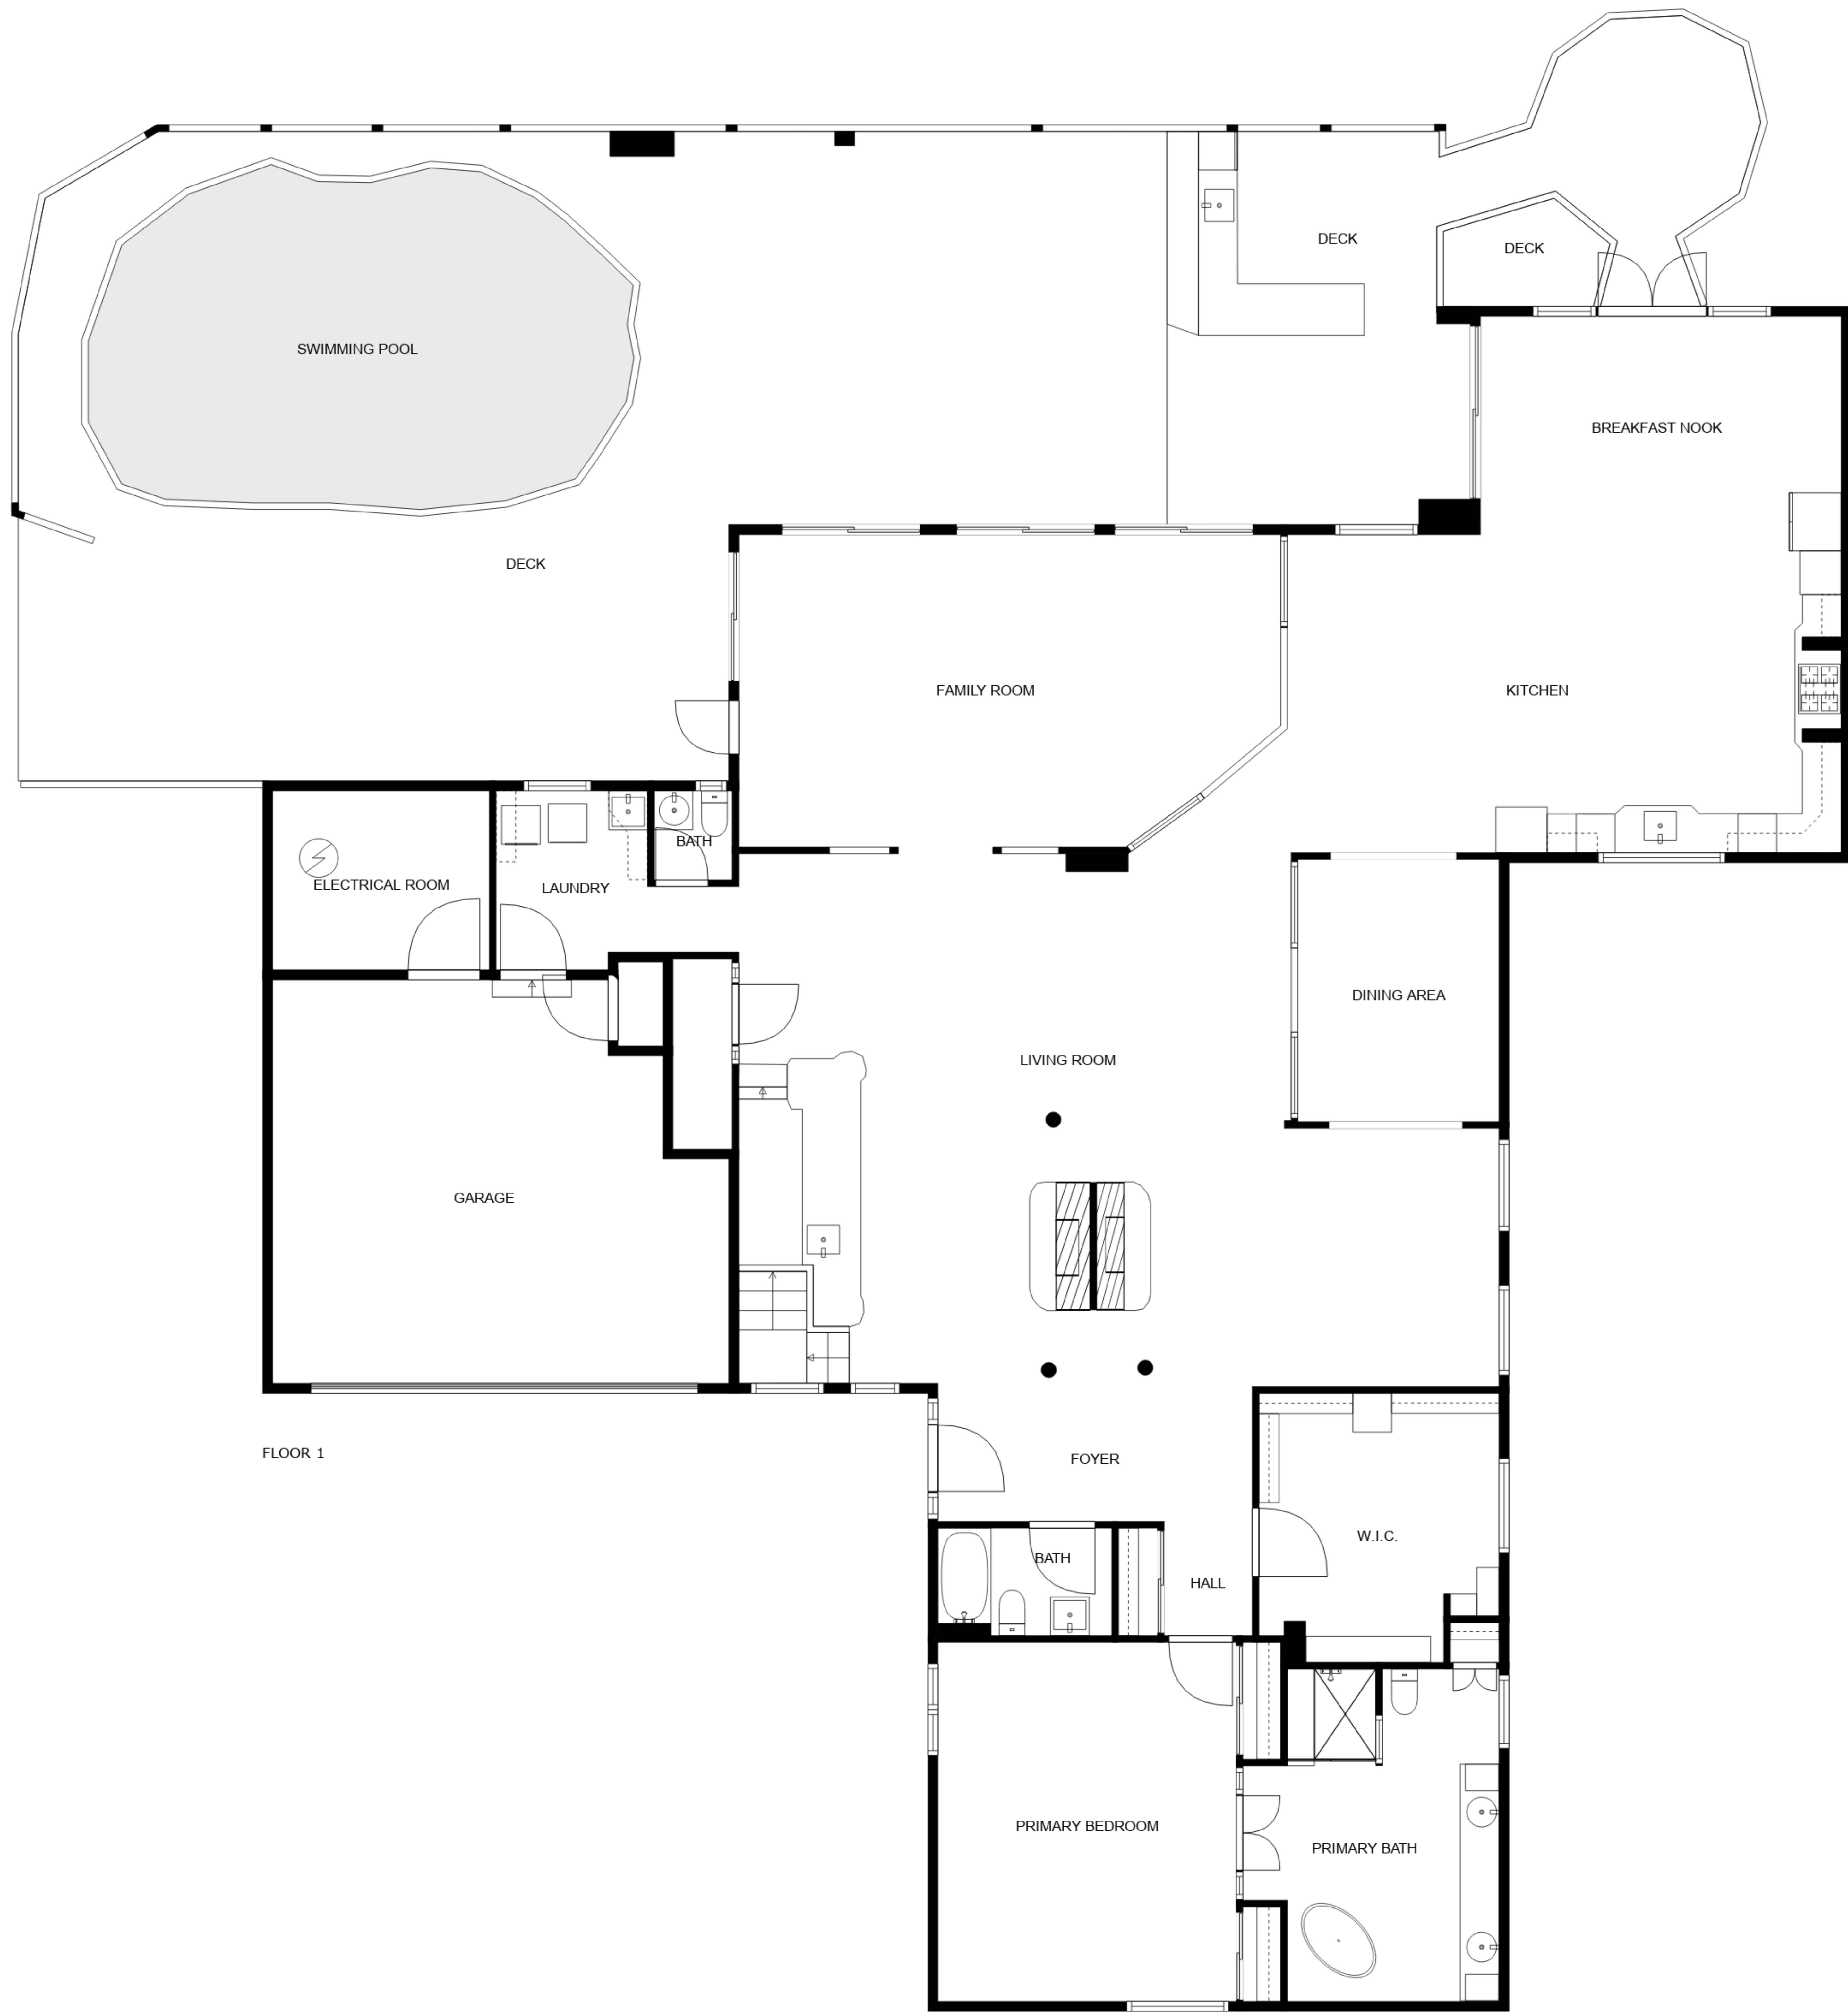 DECK
DECK
SWIMMING POOL
BREAKFAST NOOK
DECK
FAMILY ROOM
KITCHEN
BATH
ELECTRICAL ROOM
LAUNDRY
DINING AREA
LIVING ROOM
GARAGE
FLOOR 1
FOYER
W.I.C.
BATH
HALL
PRIMARY BEDROOM
PRIMARY BATH